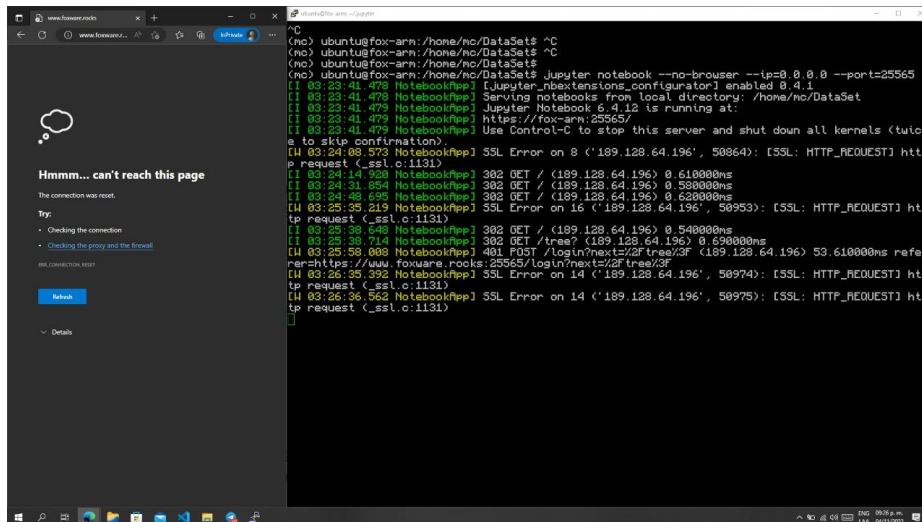 www.foxware.rocks
www.foxware.r...
InPrivate
Hmmm... can't reach this page
The connection was reset.
Try:
• Checking the connection
• Checking the proxy and the firewall
ERR_CONNECTION_RESET
Refresh
Details
ubuntu@fox-arm: ~/jupyter
^C
(mc) ubuntu@fox-arm:/home/mc/DataSet$ ^C
(mc) ubuntu@fox-arm:/home/mc/DataSet$ ^C
(mc) ubuntu@fox-arm:/home/mc/DataSet$
(mc) ubuntu@fox-arm:/home/mc/DataSet$ jupyter notebook --no-browser --ip=0.0.0.0 --port=25565
[I 03:23:41.478 NotebookApp] [jupyter_nbextensions_configurator] enabled 0.4.1
[I 03:23:41.478 NotebookApp] Serving notebooks from local directory: /home/mc/DataSet
[I 03:23:41.479 NotebookApp] Jupyter Notebook 6.4.12 is running at:
[I 03:23:41.479 NotebookApp] https://fox-arm:25565/
[I 03:23:41.479 NotebookApp] Use Control-C to stop this server and shut down all kernels (twic
e to skip confirmation).
[W 03:24:08.573 NotebookApp] SSL Error on 8 ('189.128.64.196', 50864): [SSL: HTTP_REQUEST] htt
p request (_ssl.c:1131)
[I 03:24:14.920 NotebookApp] 302 GET / (189.128.64.196) 0.610000ms
[I 03:24:31.854 NotebookApp] 302 GET / (189.128.64.196) 0.580000ms
[I 03:24:48.695 NotebookApp] 302 GET / (189.128.64.196) 0.620000ms
[W 03:25:35.219 NotebookApp] SSL Error on 16 ('189.128.64.196', 50953): [SSL: HTTP_REQUEST] ht
tp request (_ssl.c:1131)
[I 03:25:38.648 NotebookApp] 302 GET / (189.128.64.196) 0.540000ms
[I 03:25:38.714 NotebookApp] 302 GET /tree? (189.128.64.196) 0.690000ms
[W 03:25:58.008 NotebookApp] 401 POST /login?next=%2Ftree%3F (189.128.64.196) 53.610000ms refe
rer=https://www.foxware.rocks:25565/login?next=%2Ftree%3F
[W 03:26:35.392 NotebookApp] SSL Error on 14 ('189.128.64.196', 50974): [SSL: HTTP_REQUEST] ht
tp request (_ssl.c:1131)
[W 03:26:36.562 NotebookApp] SSL Error on 14 ('189.128.64.196', 50975): [SSL: HTTP_REQUEST] ht
tp request (_ssl.c:1131)
ENG
LAA
09:26 p. m.
04/11/2022